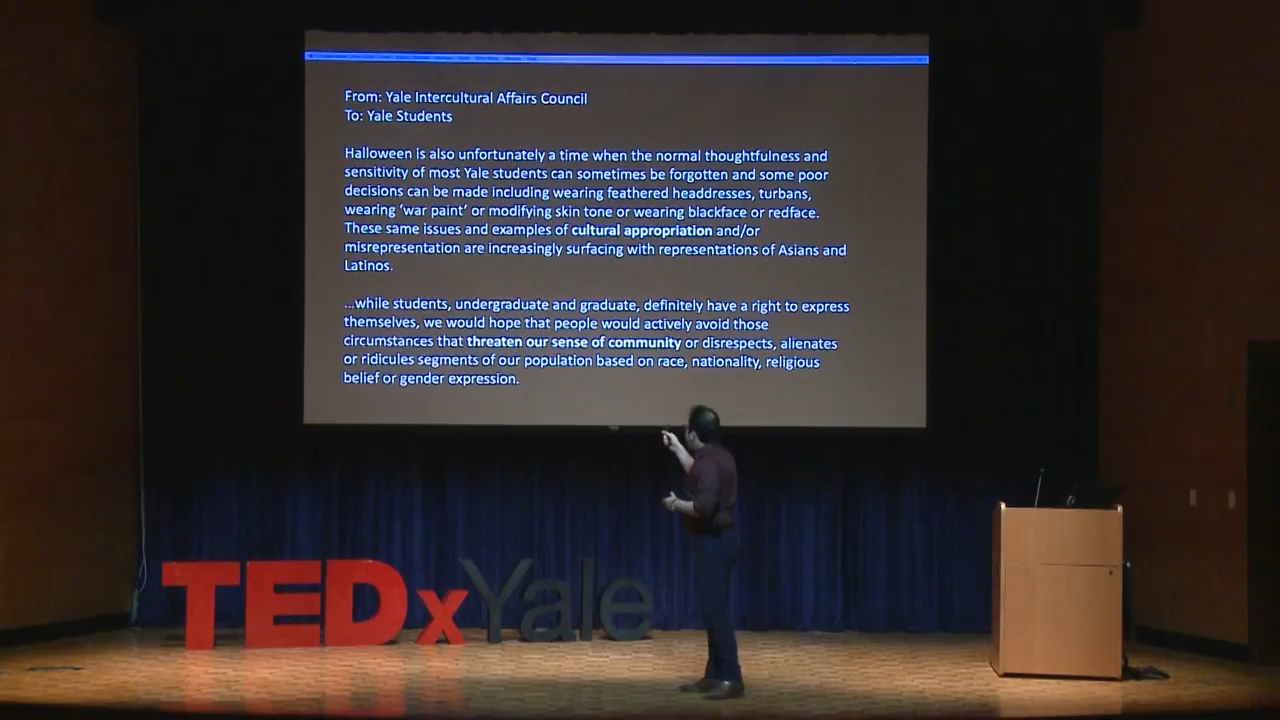 From: Yale Intercultural Affairs Council
To: Yale Students
Halloween is also unfortunately a time when the normal thoughtfulness and
sensitivity of most Yale students can sometimes be forgotten and some poor
decisions can be made including wearing feathered headdresses, turbans,
wearing ‘war paint’ or modifying skin tone or wearing blackface or redface.
These same issues and examples of cultural appropriation and/or
misrepresentation are increasingly surfacing with representations of Asians and
Latinos.
…while students, undergraduate and graduate, definitely have a right to express
themselves, we would hope that people would actively avoid those
circumstances that threaten our sense of community or disrespects, alienates
or ridicules segments of our population based on race, nationality, religious
belief or gender expression.
TEDxYale